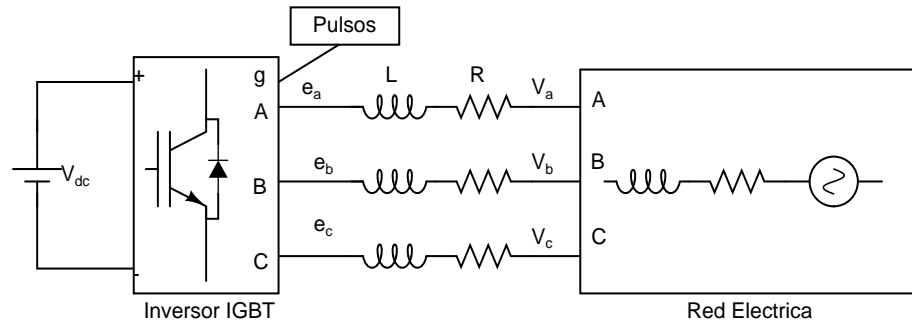 Pulsos
+
g
L
R
e_a
V_a
A
A
V_dc
e_b
V_b
B
B
e_c
V_c
C
C
-
Inversor IGBT
Red Electrica